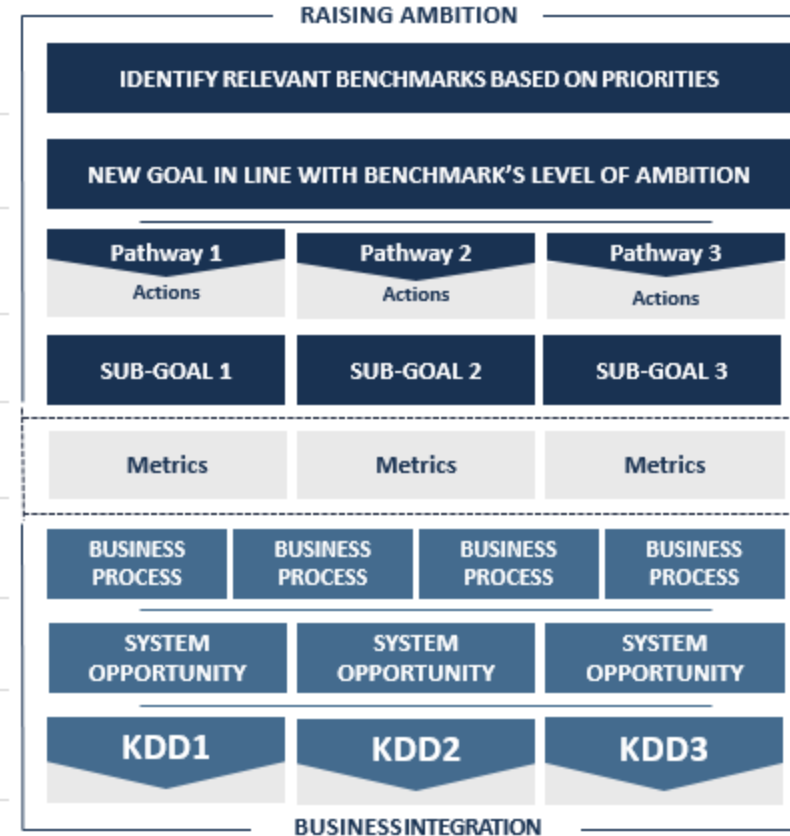 RAISING AMBITION
IDENTIFY RELEVANT BENCHMARKS BASED ON PRIORITIES
NEW GOAL IN LINE WITH BENCHMARK'S LEVEL OF AMBITION
Pathway 1 Pathway 2 Pathway 3
Actions Actions Actions
SUB-GOAL 1 SUB-GOAL 2 SUB-GOAL 3
Metrics Metrics Metrics
BUSINESS BUSINESS BUSINESS BUSINESS
PROCESS PROCESS PROCESS PROCESS
SYSTEM SYSTEM SYSTEM
OPPORTUNITY OPPORTUNITY OPPORTUNITY
KDD1 KDD2 KDD3
BUSINESS INTEGRATION